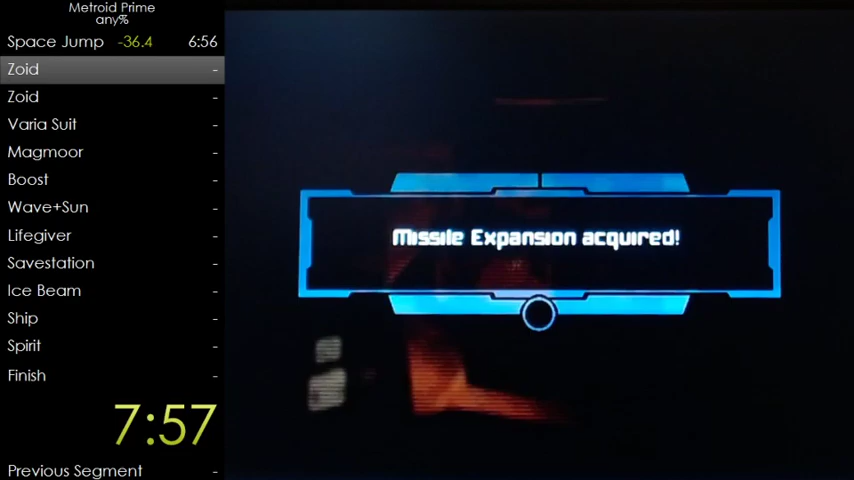 Metroid Prime
any%
Space Jump -36.4 6:56
Zoid -
Zoid -
Varia Suit -
Magmoor -
Boost -
Wave+Sun -
Lifegiver -
Savestation -
Ice Beam -
Ship -
Spirit -
Finish -
7:57
Previous Segment -
Missile Expansion acquired!